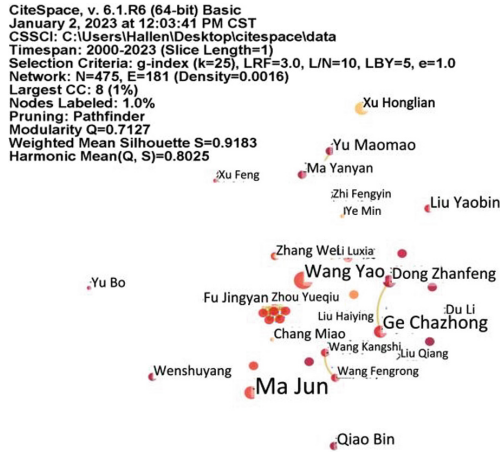 CiteSpace, v. 6.1.R6 (64-bit) Basic
January 2, 2023 at 12:03:41 PM CST
CSSCI: C:\Users\Hallen\Desktop\citespace\data
Timespan: 2000-2023 (Slice Length=1)
Selection Criteria: g-index (k=25), LRF=3.0, L/N=10, LBY=5, e=1.0
Network: N=475, E=181 (Density=0.0016)
Largest CC: 8 (1%)
Nodes Labeled: 1.0%
Pruning: Pathfinder
Modularity Q=0.7127
Weighted Mean Silhouette S=0.9183
Harmonic Mean(Q, S)=0.8025
Xu Honglian
Yu Maomao
Ma Yanyan
Xu Feng
Zhi Fengyin
Liu Yaobin
Ye Min
Zhang Wei
Li Luxia
Wang Yao
Dong Zhanfeng
Yu Bo
Fu Jingyan
Zhou Yueqiu
Liu Haiying
Du Li
Ge Chazhong
Chang Miao
Wang Kangshi
Liu Qiang
Wenshuyang
Wang Fengrong
Ma Jun
Qiao Bin